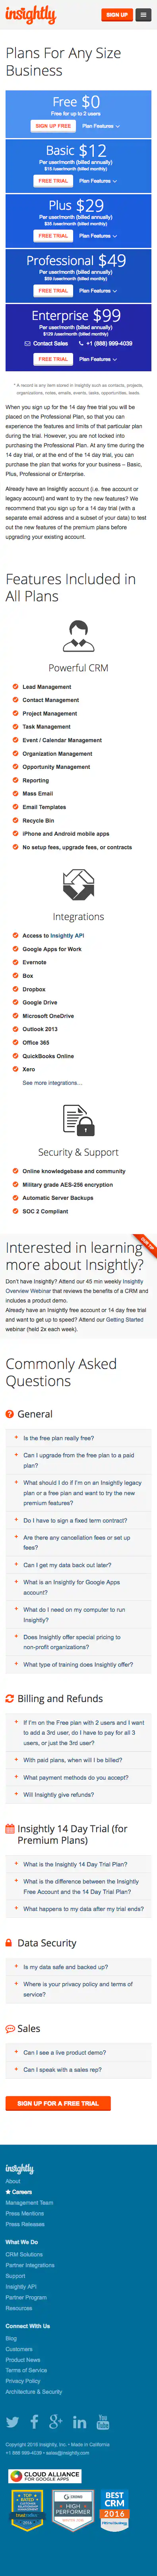 insightly
SIGN UP
Plans For Any Size
Business
Free $0
Free for up to 2 users
SIGN UP FREE Plan Features
Basic $12
Per user/month (billed annually)
$15 /user/month (billed monthly)
FREE TRIAL Plan Features
Plus $29
Per user/month (billed annually)
$35 /user/month (billed monthly)
FREE TRIAL Plan Features
Professional $49
Per user/month (billed annually)
$59 /user/month (billed monthly)
FREE TRIAL Plan Features
Enterprise $99
Per user/month (billed annually)
$129 /user/month (billed monthly)
Contact Sales +1 (888) 999-4039
FREE TRIAL Plan Features
* A record is any item stored in Insightly such as contacts, projects,
organizations, notes, emails, events, tasks, opportunities, leads.
When you sign up for the 14 day free trial you will be
placed on the Professional Plan, so that you can
experience the features and limits of that particular plan
during the trial. However, you are not locked into
purchasing the Professional Plan. At any time during the
14 day trial, or at the end of the 14 day trial, you can
purchase the plan that works for your business – Basic,
Plus, Professional or Enterprise.
Already have an Insightly account (i.e. free account or
legacy account) and want to try the new features? We
recommend that you sign up for a 14 day trial (with a
separate email address and a subset of your data) to test
out the new features of the premium plans before
upgrading your existing account.
Features Included in
All Plans
Powerful CRM
Lead Management
Contact Management
Project Management
Task Management
Event / Calendar Management
Organization Management
Opportunity Management
Reporting
Mass Email
Email Templates
Recycle Bin
iPhone and Android mobile apps
No setup fees, upgrade fees, or contracts
Integrations
Access to Insightly API
Google Apps for Work
Evernote
Box
Dropbox
Google Drive
Microsoft OneDrive
Outlook 2013
Office 365
QuickBooks Online
Xero
See more integrations...
Security & Support
Online knowledgebase and community
Military grade AES-256 encryption
Automatic Server Backups
SOC 2 Compliant
Interested in learning
more about Insightly?
Don't have Insightly? Attend our 45 min weekly Insightly
Overview Webinar that reviews the benefits of a CRM and
includes a product demo.
Already have an Insightly free account or 14 day free trial
and want to get up to speed? Attend our Getting Started
webinar (held 2x each week).
Commonly Asked
Questions
General
Is the free plan really free?
Can I upgrade from the free plan to a paid
plan?
What should I do if I'm on an Insightly legacy
plan or a free plan and want to try the new
premium features?
Do I have to sign a fixed term contract?
Are there any cancellation fees or set up
fees?
Can I get my data back out later?
What is an Insightly for Google Apps
account?
What do I need on my computer to run
Insightly?
Does Insightly offer special pricing to
non-profit organizations?
What type of training does Insightly offer?
Billing and Refunds
If I'm on the Free plan with 2 users and I want
to add a 3rd user, do I have to pay for all 3
users, or just the 3rd user?
With paid plans, when will I be billed?
What payment methods do you accept?
Will Insightly give refunds?
Insightly 14 Day Trial (for
Premium Plans)
What is the Insightly 14 Day Trial Plan?
What is the difference between the Insightly
Free Account and the 14 Day Trial Plan?
What happens to my data after my trial ends?
Data Security
Is my data safe and backed up?
Where is your privacy policy and terms of
service?
Sales
Can I see a live product demo?
Can I speak with a sales rep?
SIGN UP FOR A FREE TRIAL
insightly
About
Careers
Management Team
Press Mentions
Press Releases
What We Do
CRM Solutions
Partner Integrations
Support
Insightly API
Partner Program
Resources
Connect With Us
Blog
Customers
Product News
Terms of Service
Privacy Policy
Architecture & Security
You
Tube
Copyright 2016 Insightly, Inc. • Made in California
+1 888 999-4039 • sales@insightly.com
CLOUD ALLIANCE
FOR GOOGLE APPS
TOP
RATED
CUSTOMER
MANAGEMENT
trustradius
HIGH
PERFORMER
BEST
CRM
2016